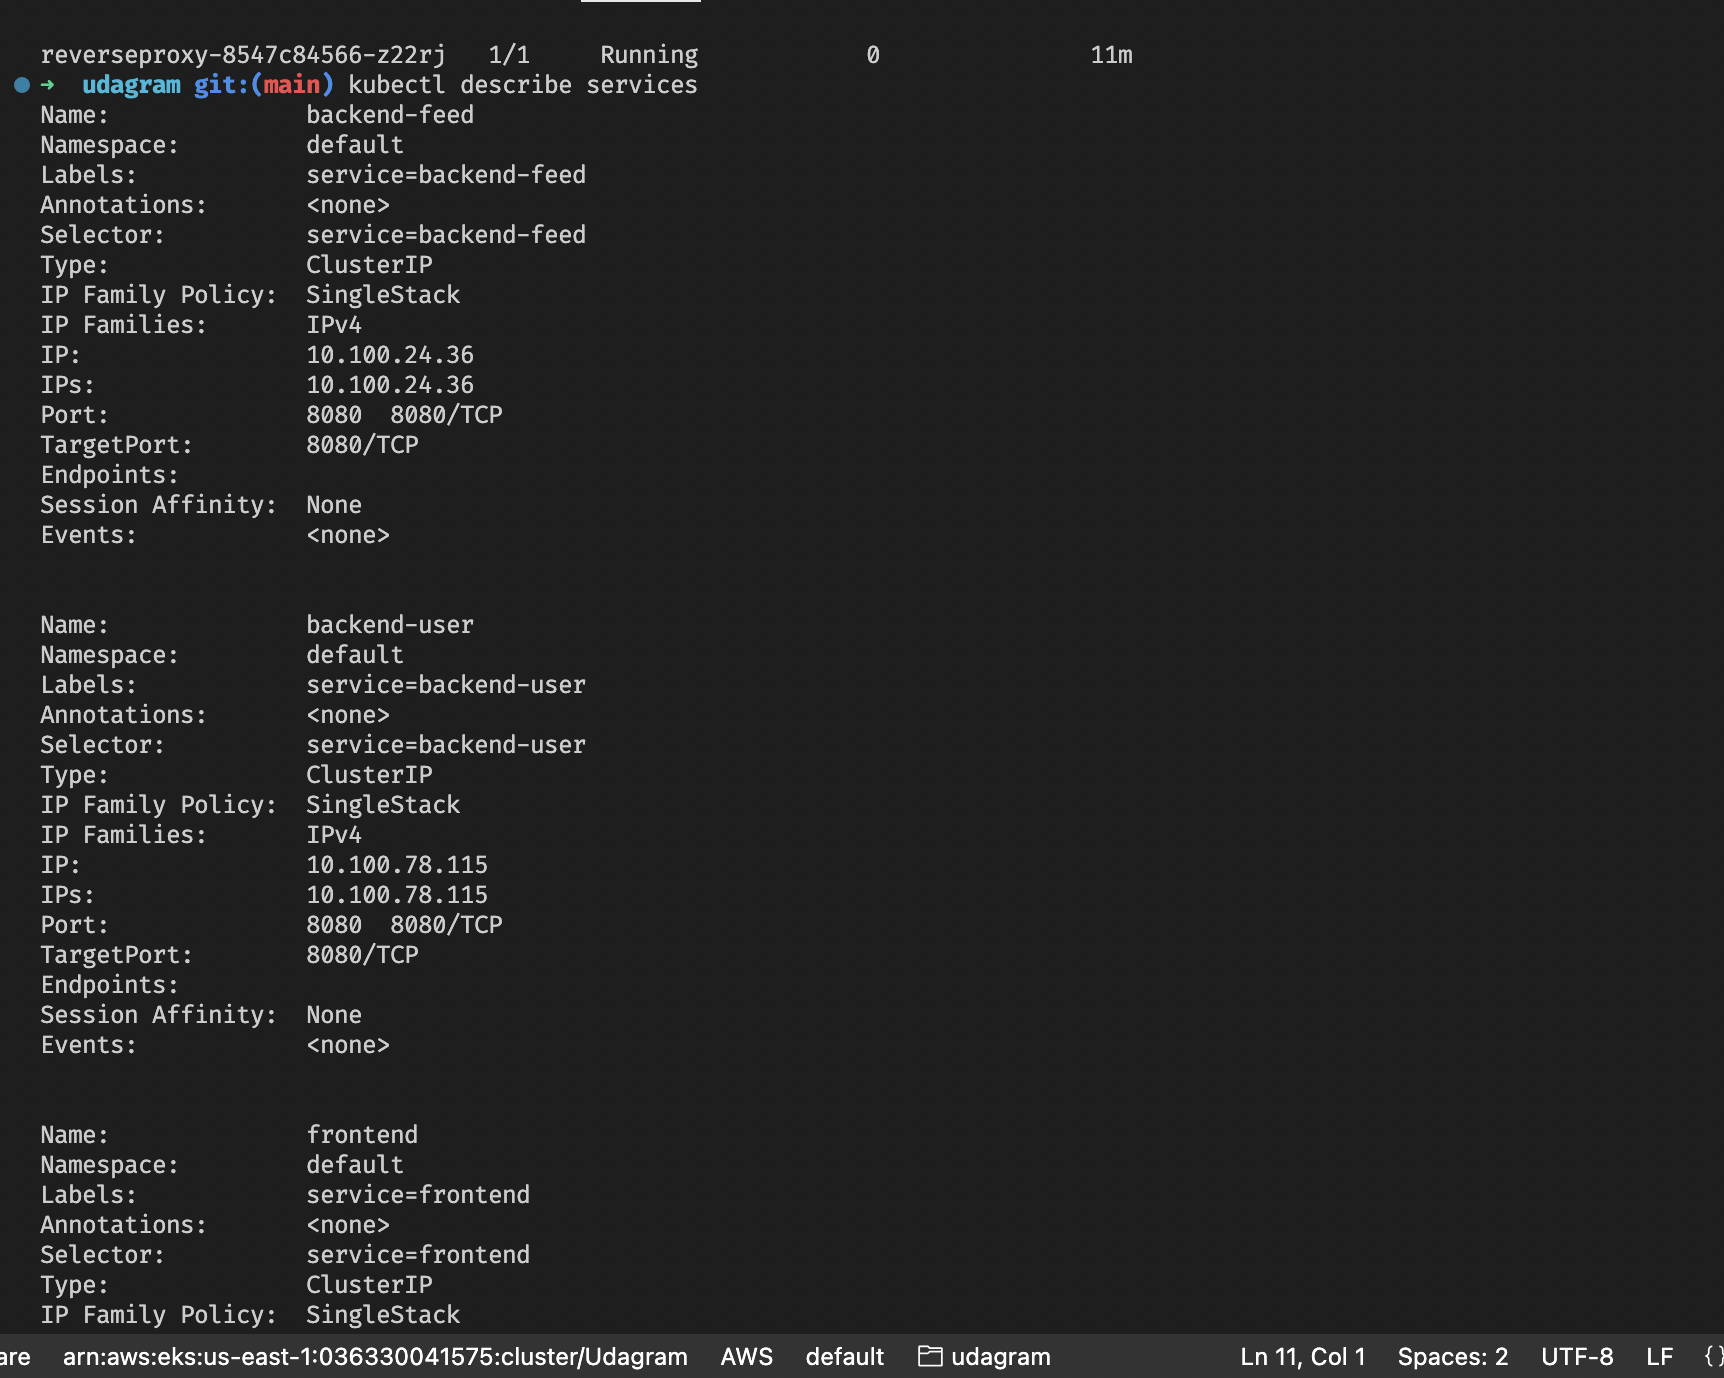 reverseproxy-8547c84566-z22rj   1/1     Running            0               11m
➜  udagram git:(main) kubectl describe services
Name:              backend-feed
Namespace:         default
Labels:            service=backend-feed
Annotations:       <none>
Selector:          service=backend-feed
Type:              ClusterIP
IP Family Policy:  SingleStack
IP Families:       IPv4
IP:                10.100.24.36
IPs:               10.100.24.36
Port:              8080  8080/TCP
TargetPort:        8080/TCP
Endpoints:
Session Affinity:  None
Events:            <none>
Name:              backend-user
Namespace:         default
Labels:            service=backend-user
Annotations:       <none>
Selector:          service=backend-user
Type:              ClusterIP
IP Family Policy:  SingleStack
IP Families:       IPv4
IP:                10.100.78.115
IPs:               10.100.78.115
Port:              8080  8080/TCP
TargetPort:        8080/TCP
Endpoints:
Session Affinity:  None
Events:            <none>
Name:              frontend
Namespace:         default
Labels:            service=frontend
Annotations:       <none>
Selector:          service=frontend
Type:              ClusterIP
IP Family Policy:  SingleStack
are arn:aws:eks:us-east-1:036330041575:cluster/Udagram AWS default udagram Ln 11, Col 1 Spaces: 2 UTF-8 LF {}